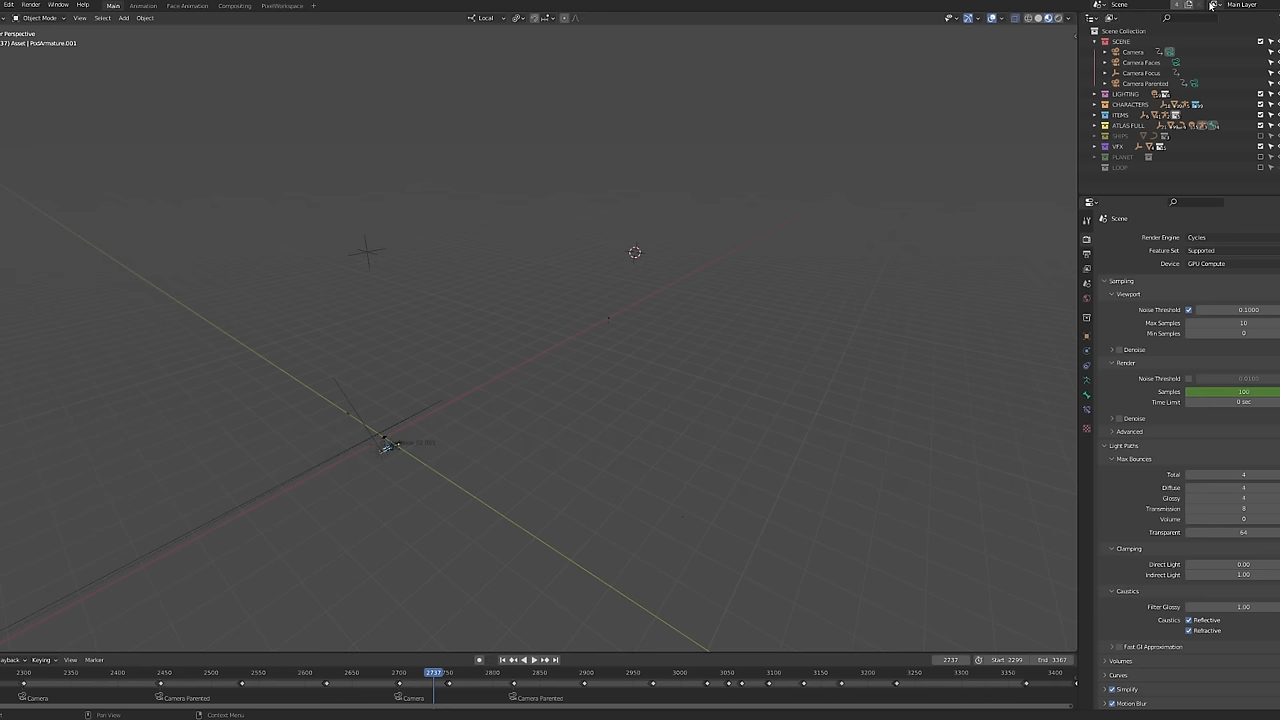 Edit Render Window Help Main Animation Face Animation Compositing PixelWorkspace + Scene 4 Main Layer
Object Mode View Select Add Object Local
r Perspective
37) Asset | PodArmature.001
Scene Collection
SCENE
Camera
Camera Faces
Camera Focus
Camera Parented
LIGHTING
CHARACTERS
ITEMS
ATLAS FULL
SHIPS
VFX
PLANET
LOOP
Scene
Render Engine Cycles
Feature Set Supported
Device GPU Compute
Sampling
Viewport
Noise Threshold 0.1000
Max Samples 10
Min Samples 0
Denoise
Render
Noise Threshold 0.0100
Samples 100
Time Limit 0 sec
Denoise
Advanced
Light Paths
Max Bounces
Total 4
Diffuse 4
Glossy 4
Transmission 8
Volume 0
Transparent 64
Clamping
Direct Light 0.00
Indirect Light 1.00
Caustics
Filter Glossy 1.00
Caustics Reflective
Refractive
Fast GI Approximation
Volumes
Curves
Simplify
Motion Blur
layback Keying View Marker 2737 Start 2299 End 3367
2300 2350 2400 2450 2500 2550 2600 2650 2700 2737 2750 2800 2850 2900 2950 3000 3050 3100 3150 3200 3250 3300 3350 3400
Camera Camera Parented Camera Camera Parented
Pan View Context Menu